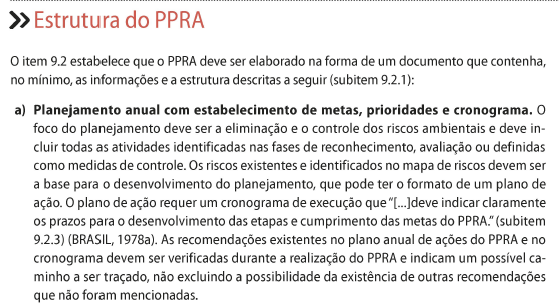 Estrutura do PPRA
O item 9.2 estabelece que o PPRA deve ser elaborado na forma de um documento que contenha,
no mínimo, as informações e a estrutura descritas a seguir (subitem 9.2.1):
a) Planejamento anual com estabelecimento de metas, prioridades e cronograma. O
foco do planejamento deve ser a eliminação e o controle dos riscos ambientais e deve in-
cluir todas as atividades identificadas nas fases de reconhecimento, avaliação ou definidas
como medidas de controle. Os riscos existentes e identificados no mapa de riscos devem ser
a base para o desenvolvimento do planejamento, que pode ter o formato de um plano de
ação. O plano de ação requer um cronograma de execução que “[...]deve indicar claramente
os prazos para o desenvolvimento das etapas e cumprimento das metas do PPRA.” (subitem
9.2.3) (BRASIL, 1978a). As recomendações existentes no plano anual de ações do PPRA e no
cronograma devem ser verificadas durante a realização do PPRA e indicam um possível ca-
minho a ser traçado, não excluindo a possibilidade da existência de outras recomendações
que não foram mencionadas.